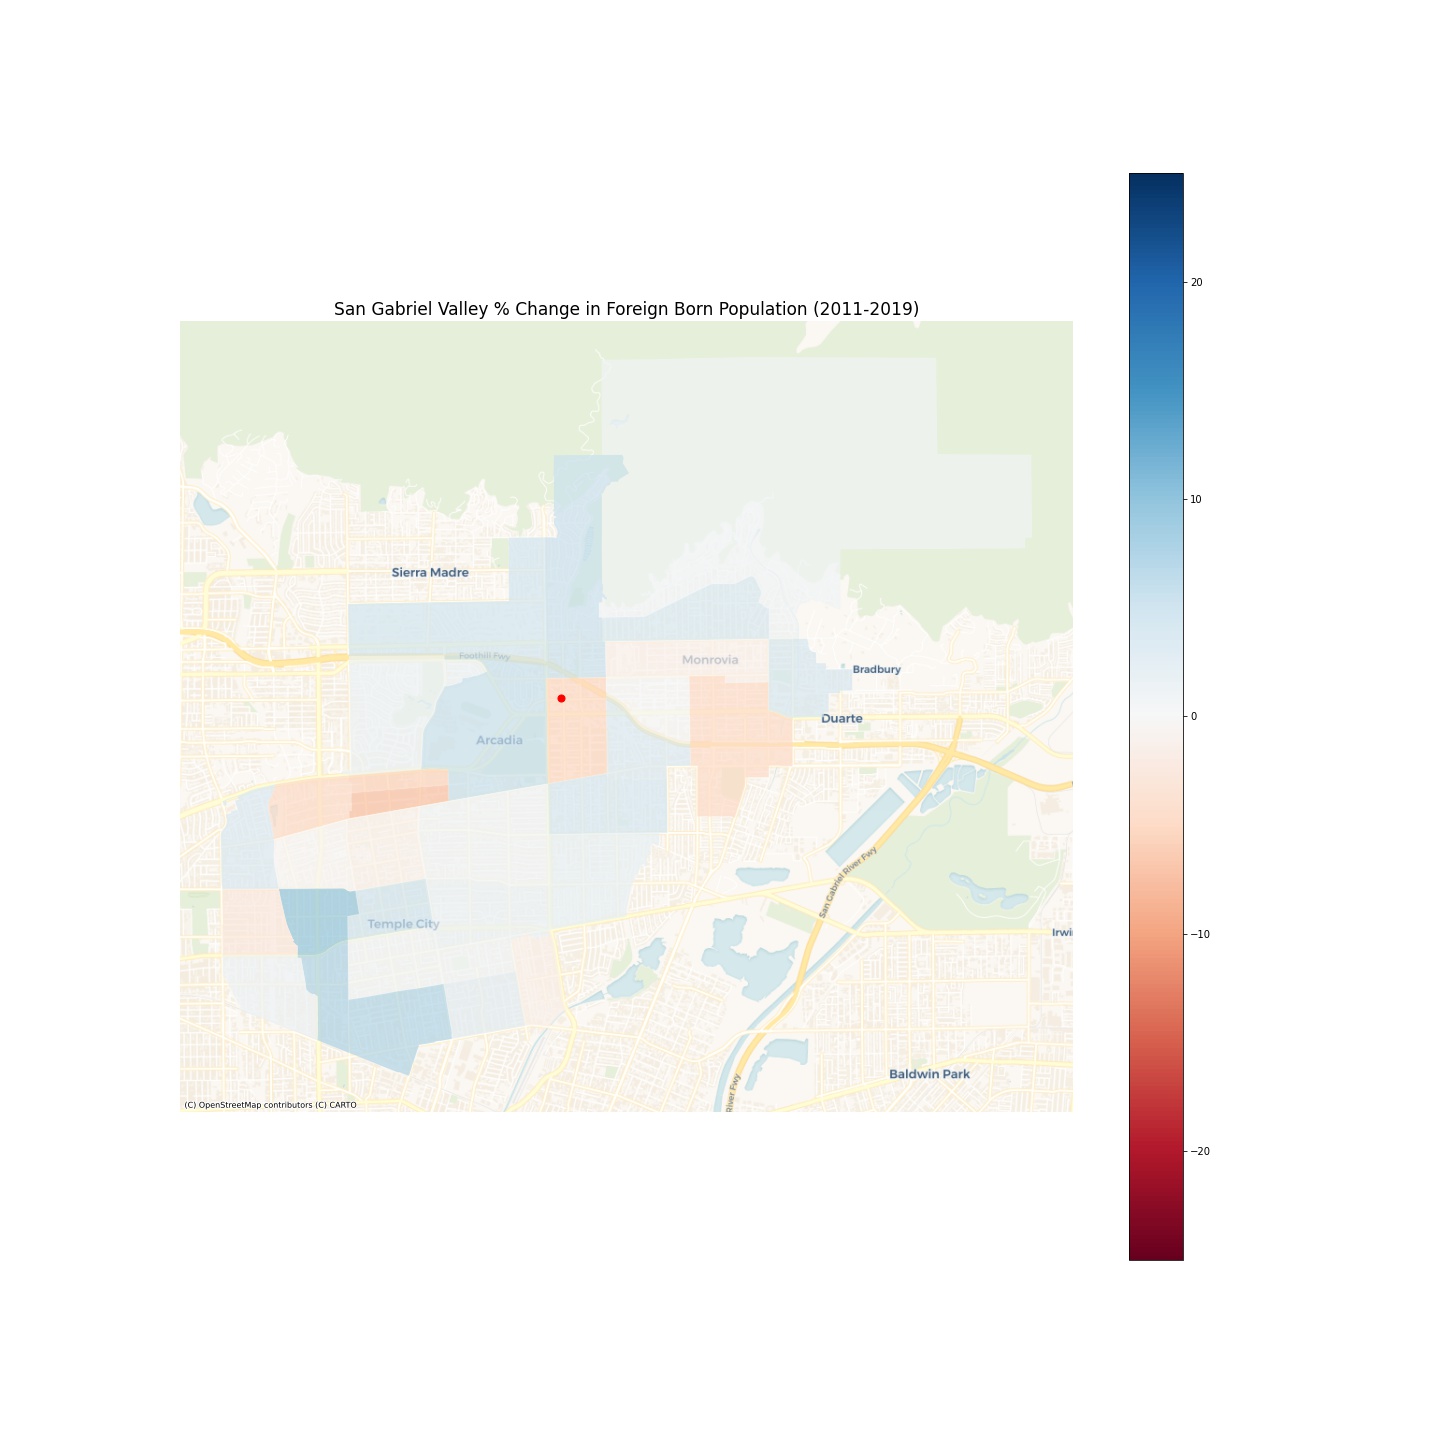 San Gabriel Valley % Change in Foreign Born Population (2011-2019)
20
10
0
−10
−20
Sierra Madre
Foothill Fwy
Monrovia
Bradbury
Duarte
Arcadia
San Gabriel River Fwy
Temple City
Irwi
Baldwin Park
River Fwy
(C) OpenStreetMap contributors (C) CARTO